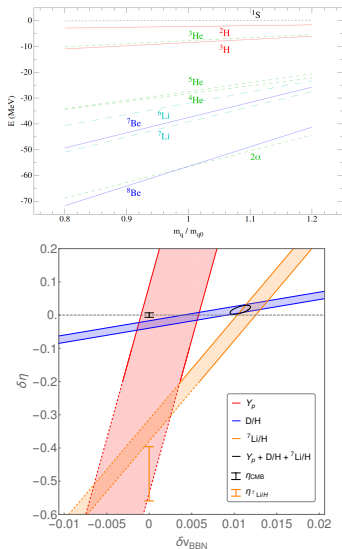 0
-10
-20
-30
-40
-50
-60
-70
E (MeV)
¹S
²H
³He
³H
⁵He
⁴He
⁶Li
⁷Be
⁷Li
⁸Be
2α
0.8
0.9
1
1.1
1.2
m_q / m_q0
0.2
0.1
0
-0.1
-0.2
-0.3
-0.4
-0.5
-0.6
δη
Y_p
D/H
⁷Li/H
Y_p + D/H + ⁷Li/H
η_CMB
η_⁷Li/H
-0.01
-0.005
0
0.005
0.01
0.015
0.02
δv_BBN